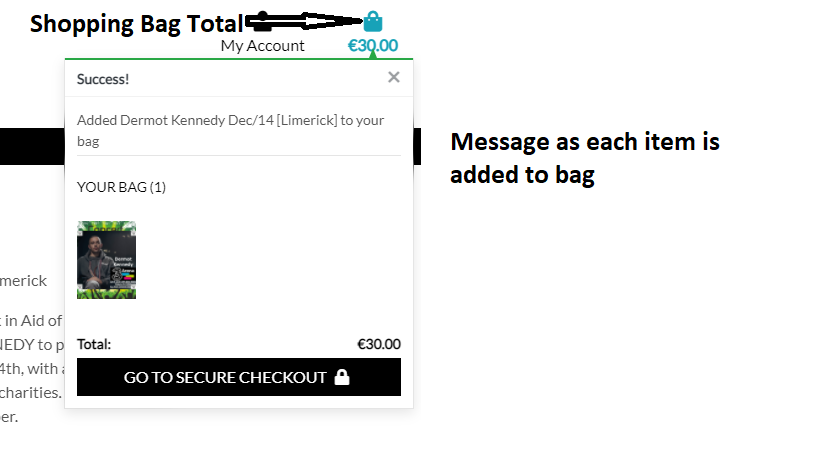 Shopping Bag Total
My Account €30.00
Success! ×
Added Dermot Kennedy Dec/14 [Limerick] to your
bag
Message as each item is
added to bag
YOUR BAG (1)
Dermot
Kennedy
merick
in Aid of
NEDY to p
4th, with a
charities.
er.
Total: €30.00
GO TO SECURE CHECKOUT